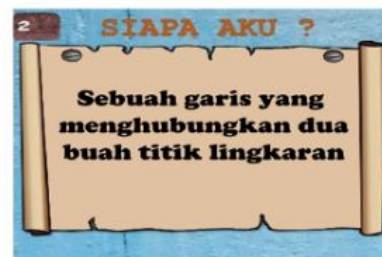 2
SIAPA AKU ?
Sebuah garis yang
menghubungkan dua
buah titik lingkaran